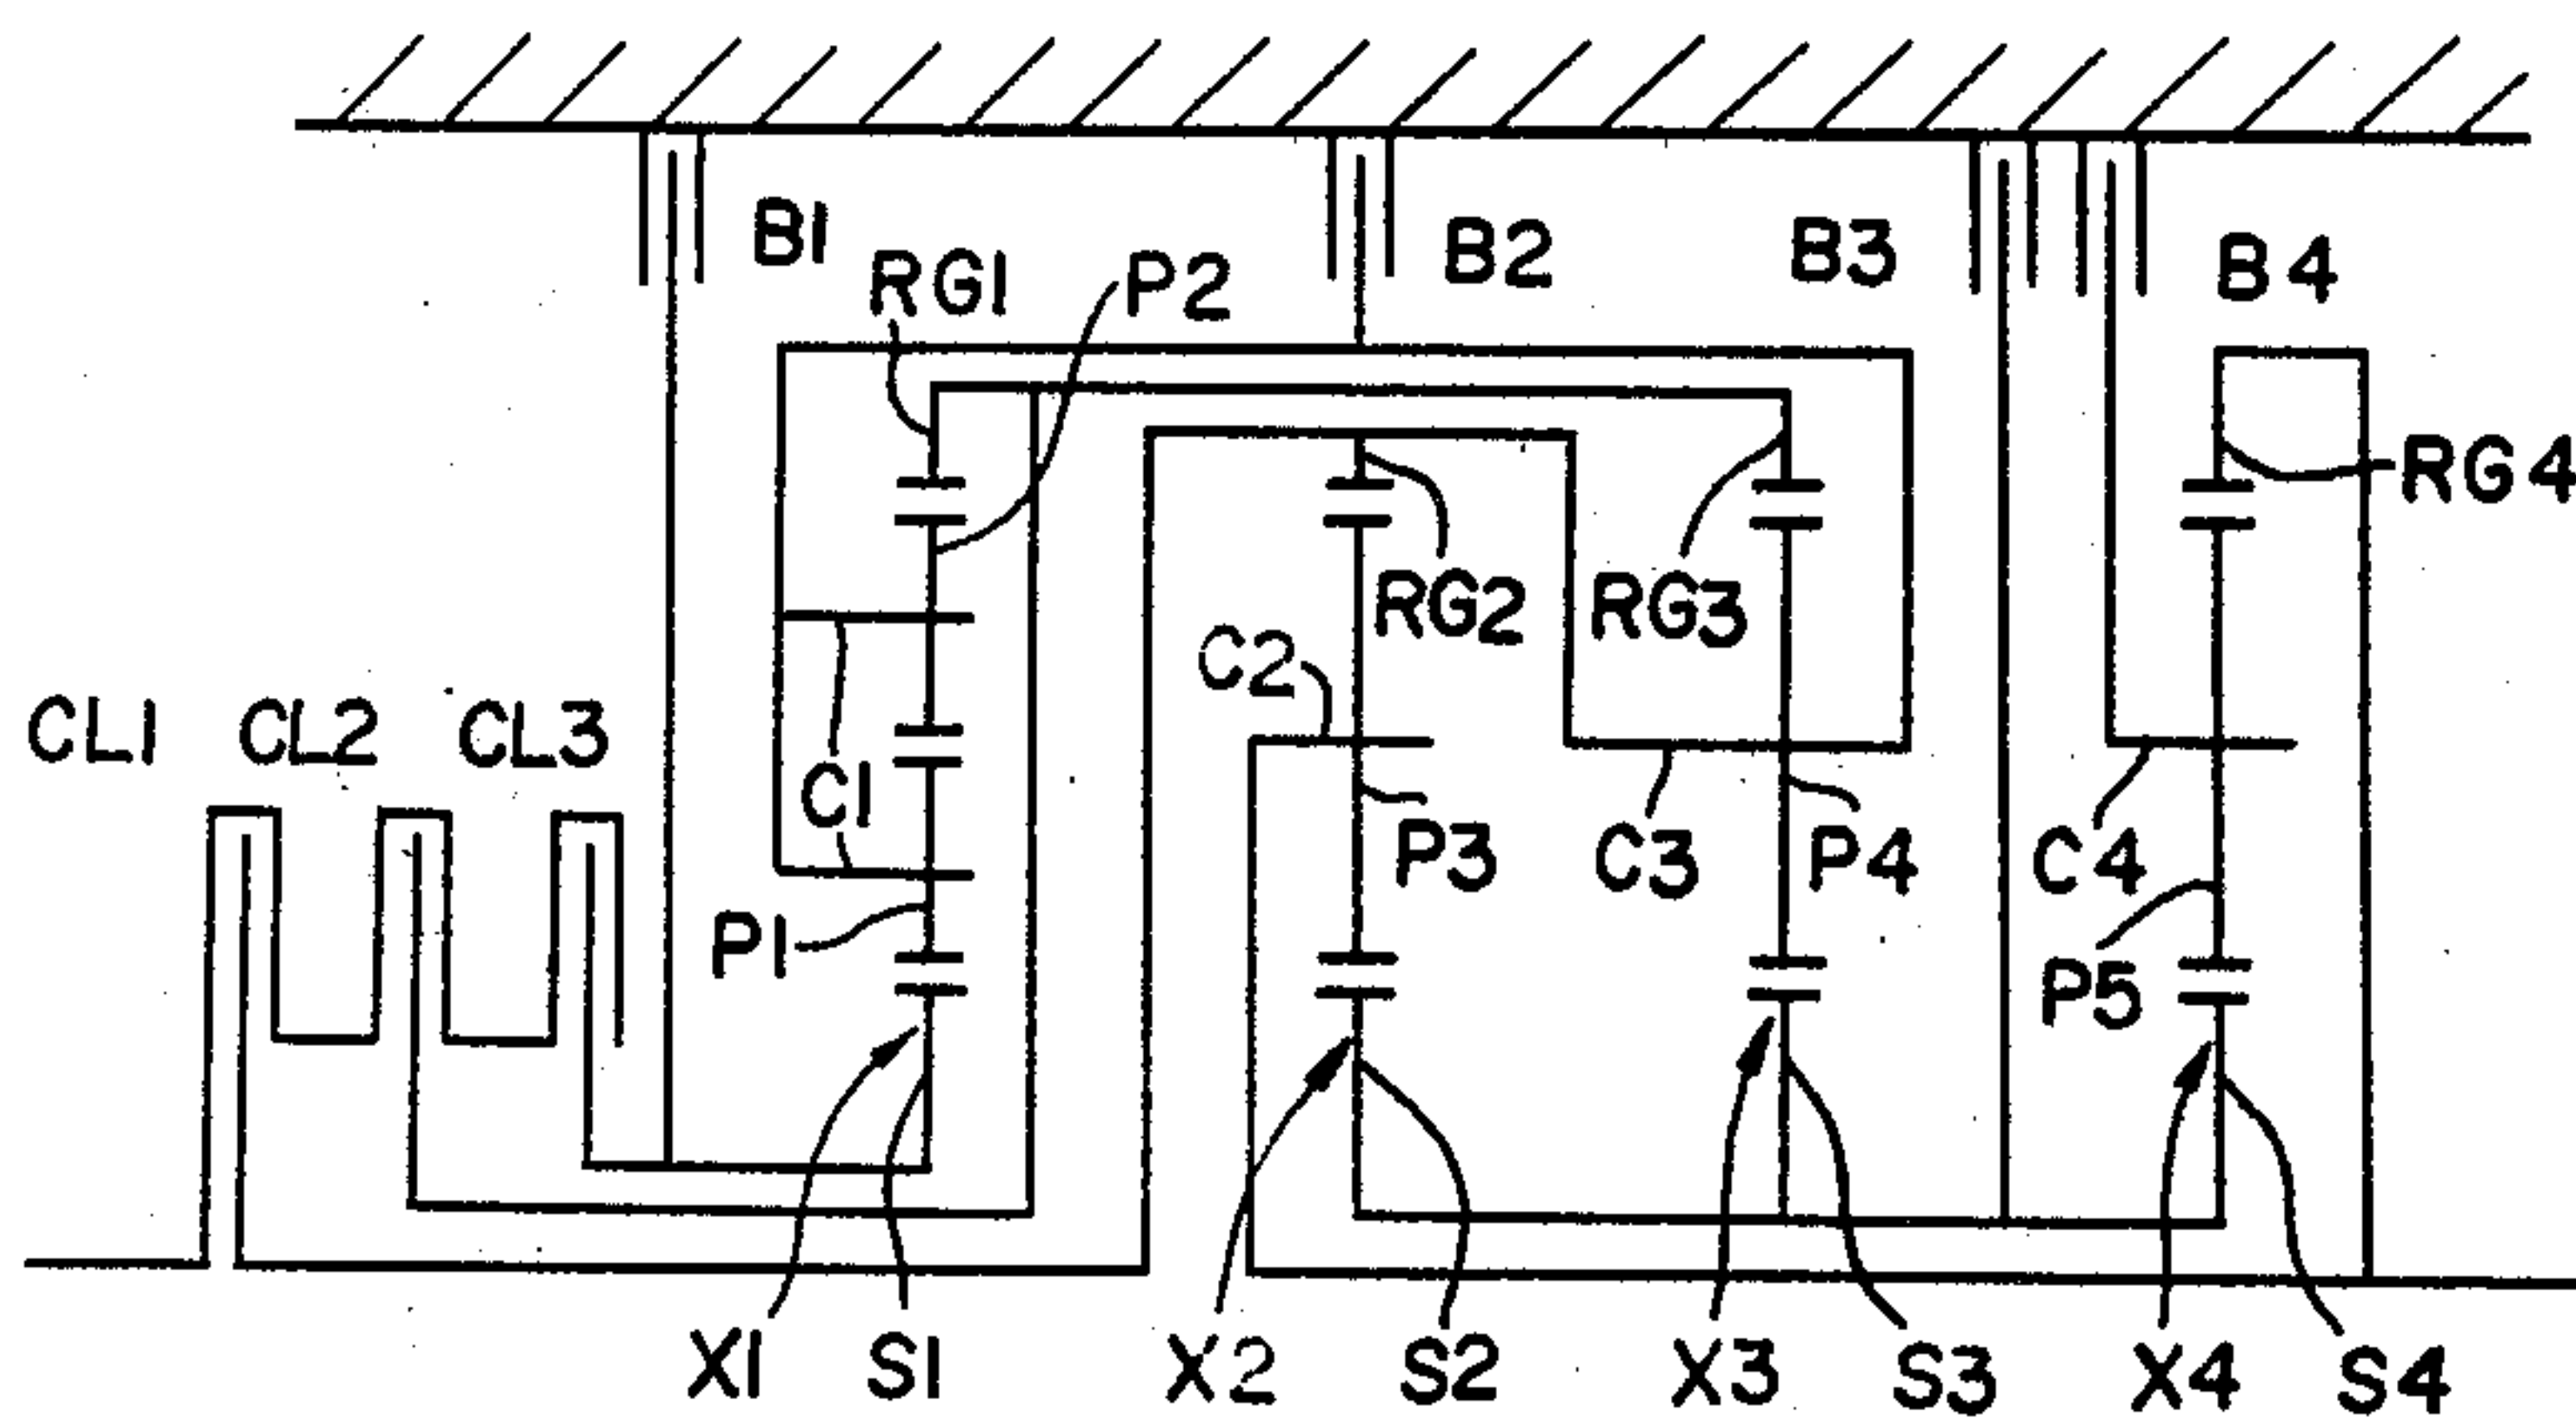 B1
B2
B3
B4
RG1
P2
RG4
RG2
RG3
C2
CL1
CL2
CL3
C1
P3
C3
P4
C4
P1
P5
X1
S1
X2
S2
X3
S3
X4
S4